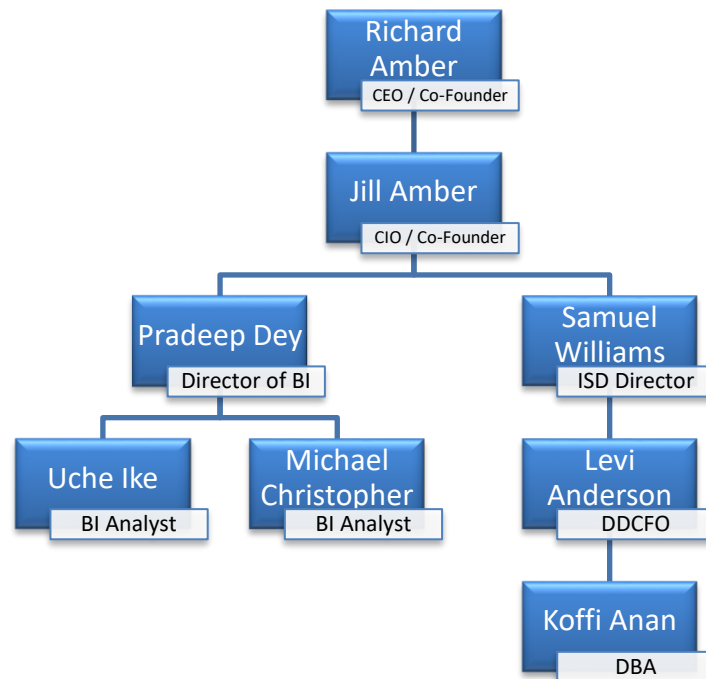 Richard
Amber
CEO / Co-Founder
Jill Amber
CIO / Co-Founder
Pradeep Dey
Director of BI
Samuel
Williams
ISD Director
Uche Ike
BI Analyst
Michael
Christopher
BI Analyst
Levi
Anderson
DDCFO
Koffi Anan
DBA